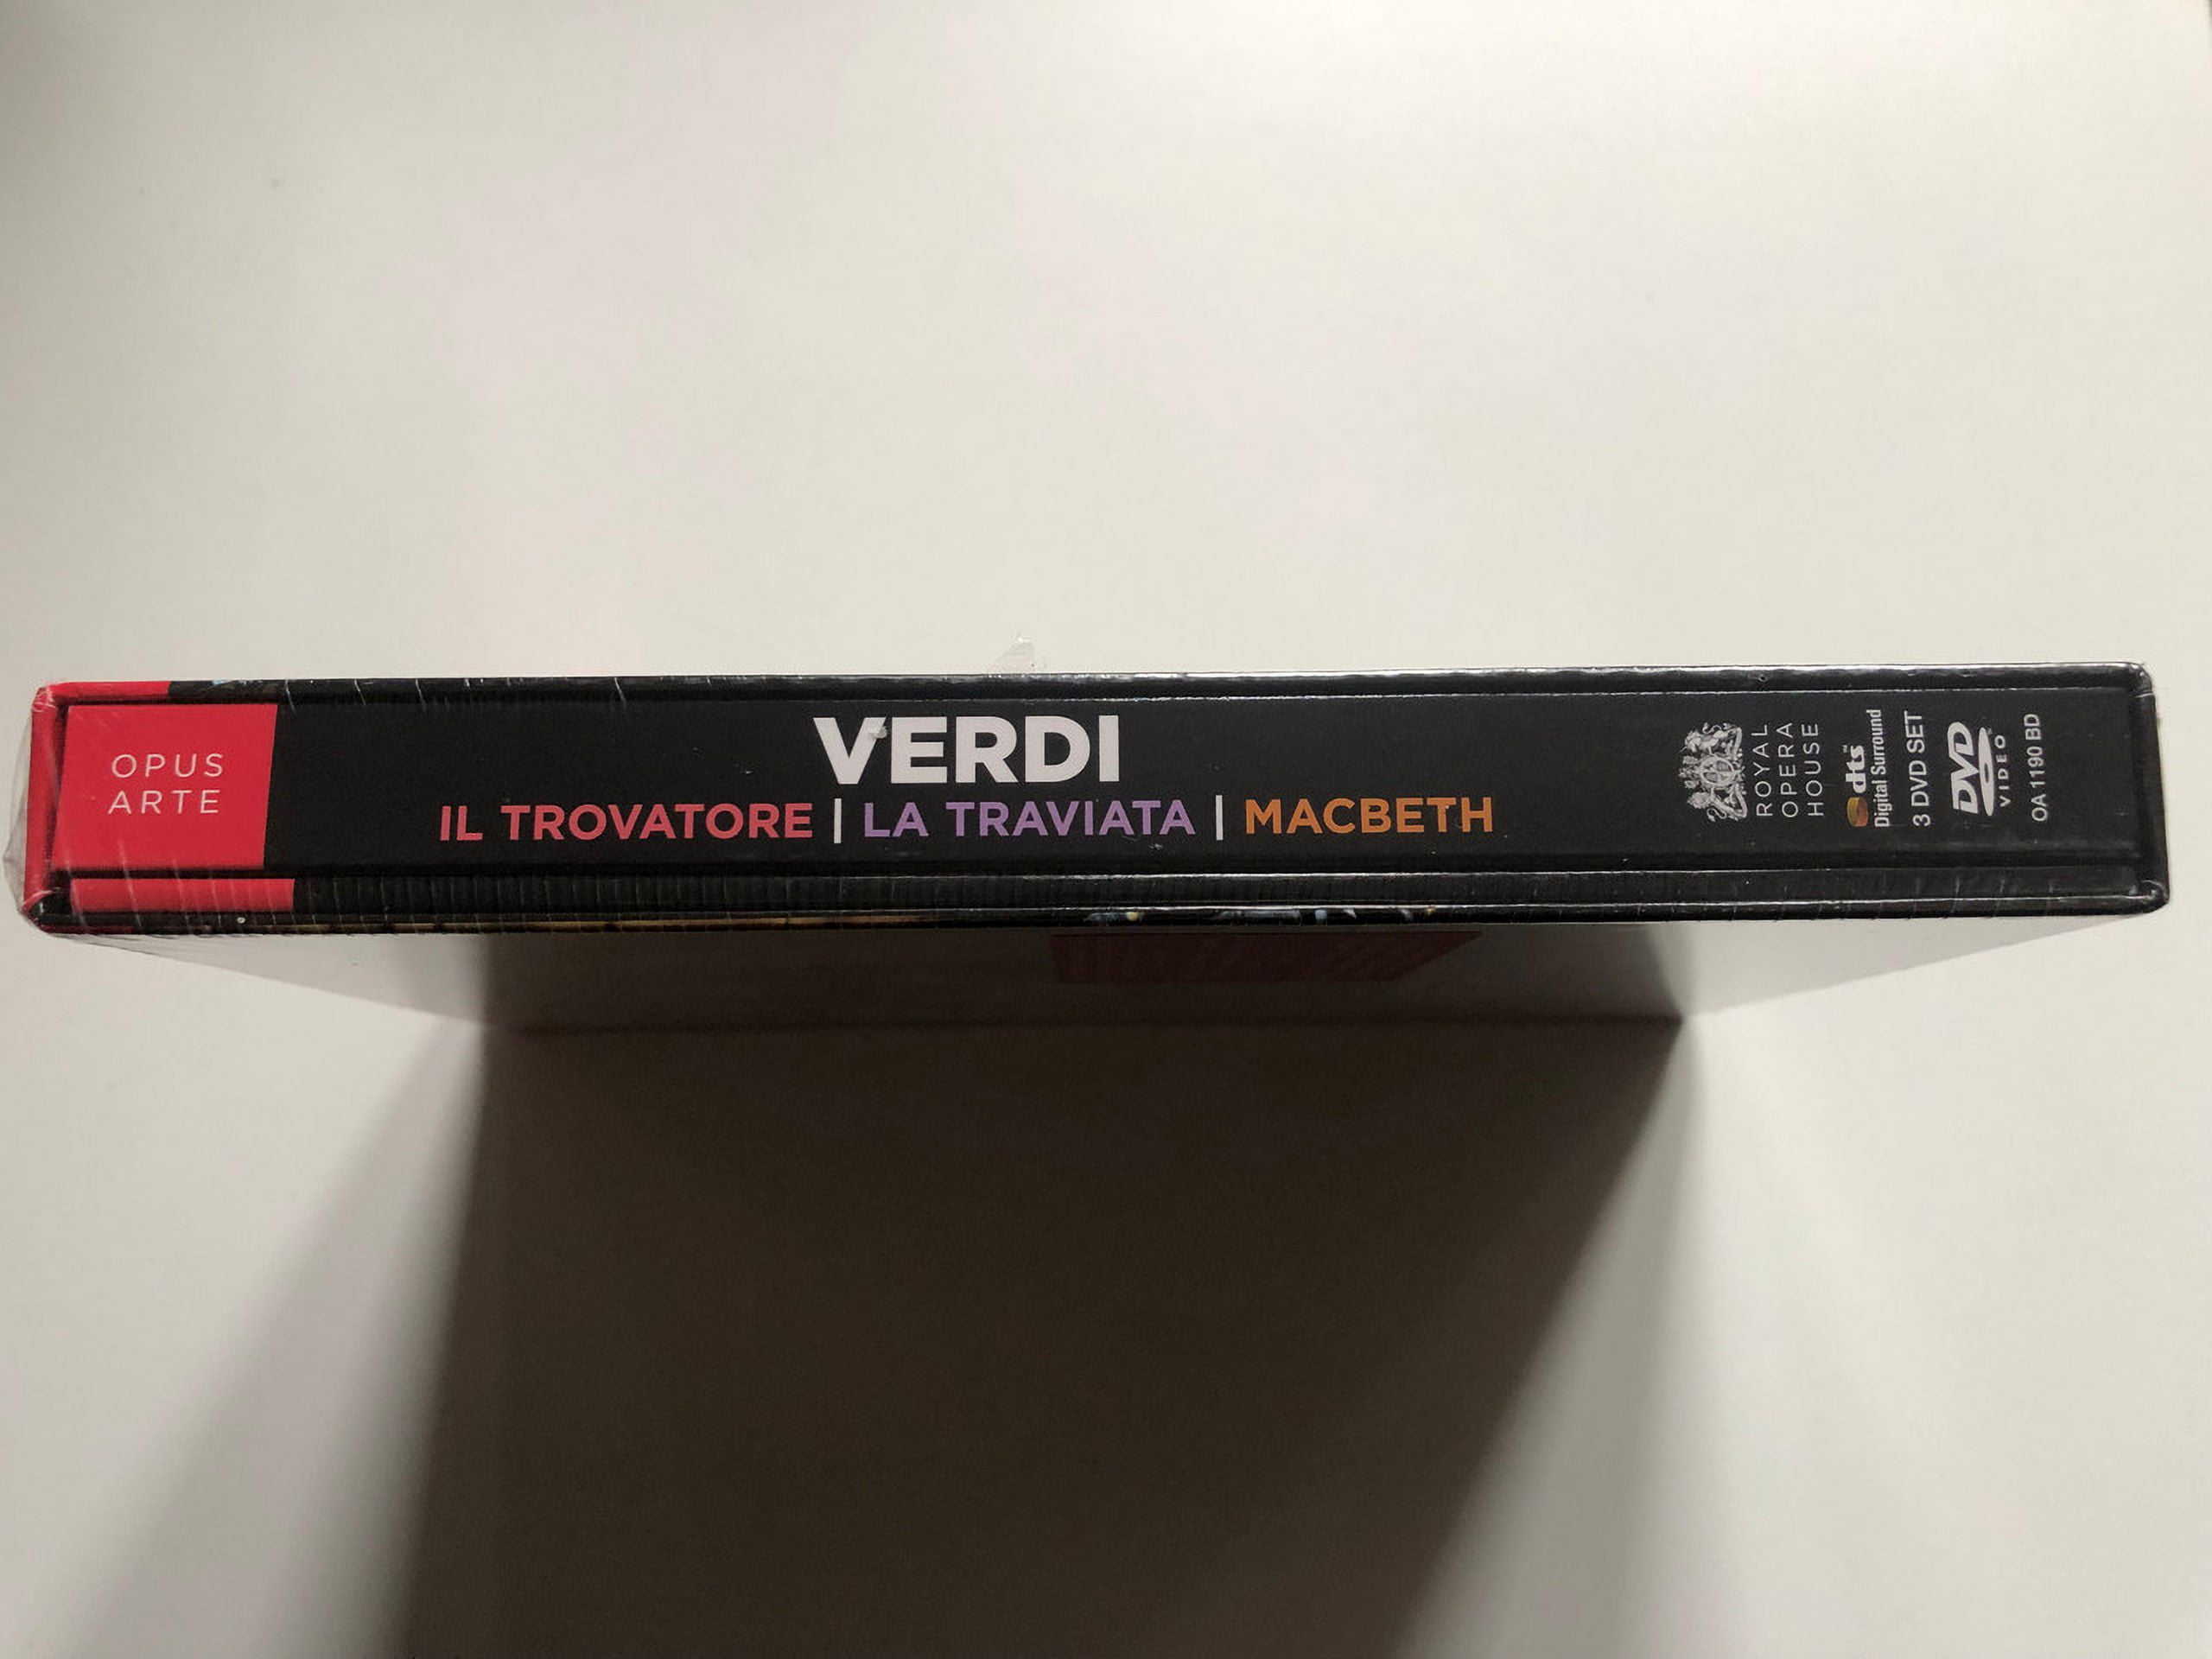 OPUS
ARTE
VERDI
IL TROVATORE | LA TRAVIATA | MACBETH
ROYAL
OPERA
HOUSE
dts™
Digital Surround
3 DVD SET
DVD
VIDEO
OA 1190 BD